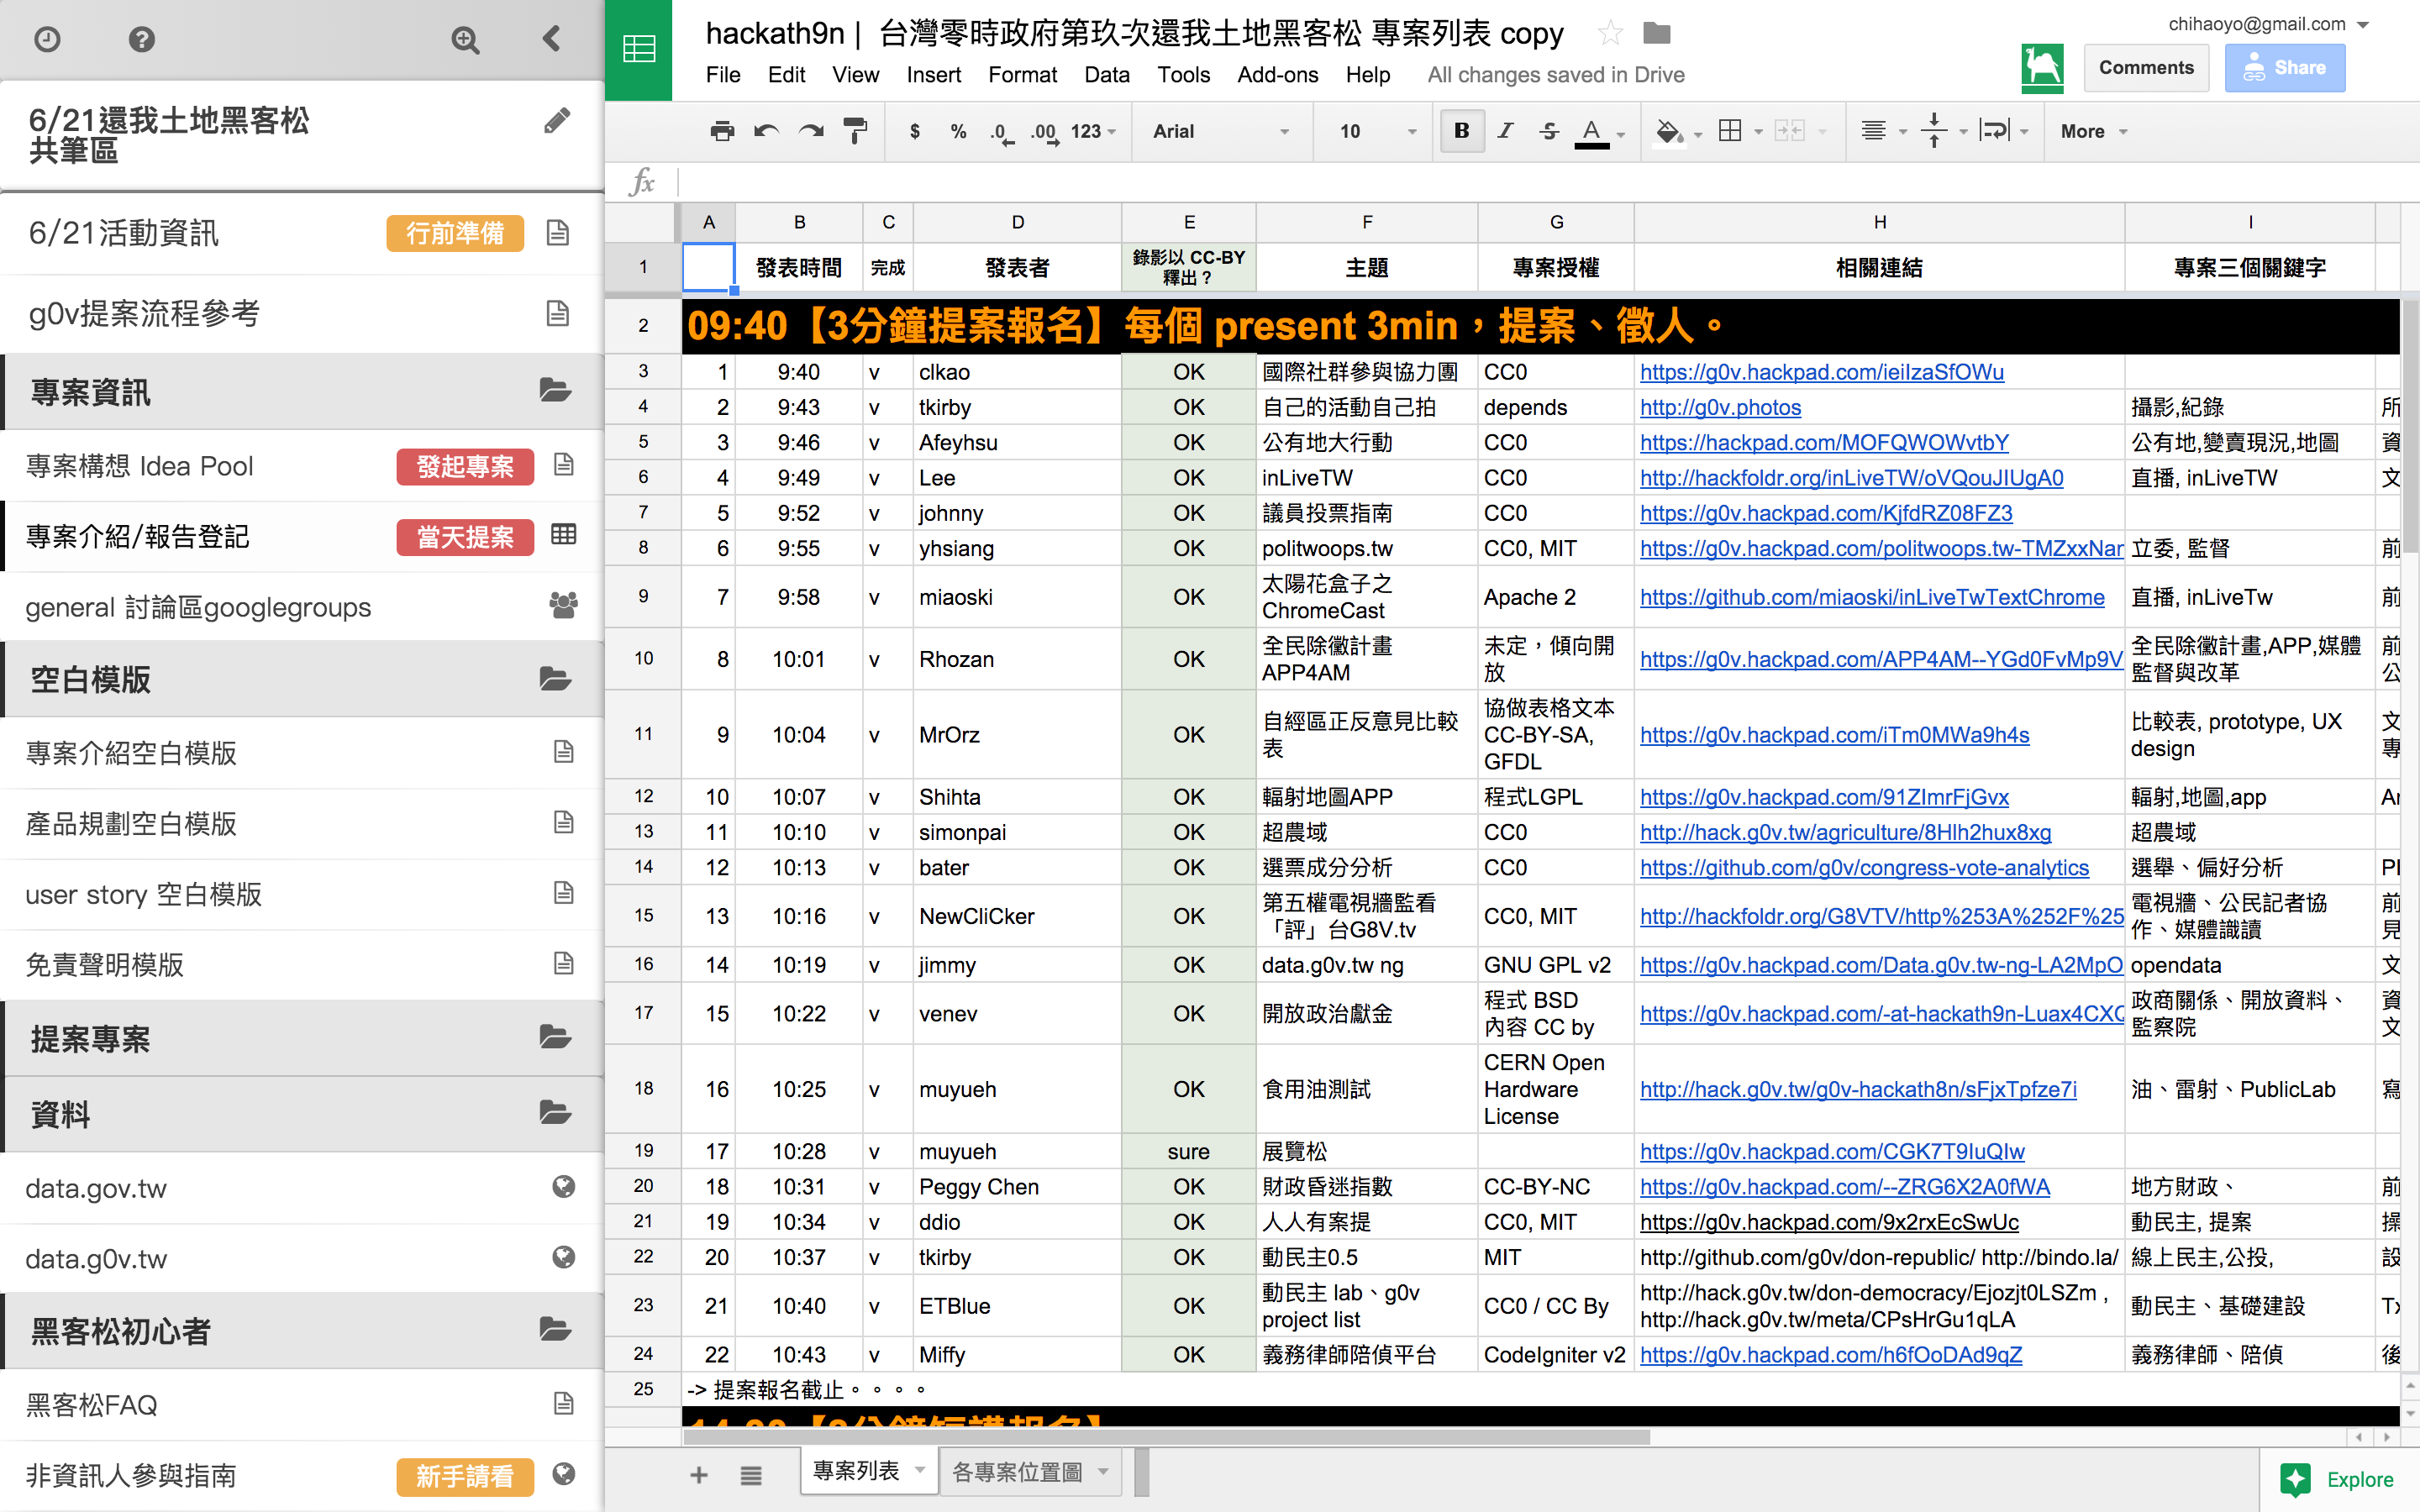 6/21還我土地黑客松
共筆區
6/21活動資訊 行前準備
g0v提案流程參考
專案資訊
專案構想 Idea Pool 發起專案
專案介紹/報告登記 當天提案
general 討論區googlegroups
空白模版
專案介紹空白模版
產品規劃空白模版
user story 空白模版
免責聲明模版
提案專案
資料
data.gov.tw
data.g0v.tw
黑客松初心者
黑客松FAQ
非資訊人參與指南 新手請看
hackath9n | 台灣零時政府第玖次還我土地黑客松 專案列表 copy
chihaoyo@gmail.com
File Edit View Insert Format Data Tools Add-ons Help All changes saved in Drive
Comments Share
$ % .0 .00 123 Arial 10 B I S A More
fx
A B C D E F G H I
1 發表時間 完成 發表者 錄影以 CC-BY 釋出? 主題 專案授權 相關連結 專案三個關鍵字
2 09:40【3分鐘提案報名】每個 present 3min，提案、徵人。
3 1 9:40 v clkao OK 國際社群參與協力團 CC0 https://g0v.hackpad.com/ieiIzaSfOWu
4 2 9:43 v tkirby OK 自己的活動自己拍 depends http://g0v.photos 攝影,紀錄 所
5 3 9:46 v Afeyhsu OK 公有地大行動 CC0 https://hackpad.com/MOFQWOWvtbY 公有地,變賣現況,地圖 資
6 4 9:49 v Lee OK inLiveTW CC0 http://hackfoldr.org/inLiveTW/oVQouJIUgA0 直播, inLiveTW 文
7 5 9:52 v johnny OK 議員投票指南 CC0 https://g0v.hackpad.com/KjfdRZ08FZ3
8 6 9:55 v yhsiang OK politwoops.tw CC0, MIT https://g0v.hackpad.com/politwoops.tw-TMZxxNar 立委, 監督 前
9 7 9:58 v miaoski OK 太陽花盒子之 ChromeCast Apache 2 https://github.com/miaoski/inLiveTwTextChrome 直播, inLiveTw 前
10 8 10:01 v Rhozan OK 全民除黴計畫 APP4AM 未定，傾向開放 https://g0v.hackpad.com/APP4AM--YGd0FvMp9V 全民除黴計畫,APP,媒體監督與改革 前 公
11 9 10:04 v MrOrz OK 自經區正反意見比較表 協做表格文本 CC-BY-SA, GFDL https://g0v.hackpad.com/iTm0MWa9h4s 比較表, prototype, UX design 文 專
12 10 10:07 v Shihta OK 輻射地圖APP 程式LGPL https://g0v.hackpad.com/91ZImrFjGvx 輻射,地圖,app Ar
13 11 10:10 v simonpai OK 超農域 CC0 http://hack.g0v.tw/agriculture/8Hlh2hux8xg 超農域
14 12 10:13 v bater OK 選票成分分析 CC0 https://github.com/g0v/congress-vote-analytics 選舉、偏好分析 Pl
15 13 10:16 v NewCliCker OK 第五權電視牆監看「評」台G8V.tv CC0, MIT http://hackfoldr.org/G8VTV/http%253A%252F%25 電視牆、公民記者協作、媒體識讀 前 見
16 14 10:19 v jimmy OK data.g0v.tw ng GNU GPL v2 https://g0v.hackpad.com/Data.g0v.tw-ng-LA2MpO opendata 文
17 15 10:22 v venev OK 開放政治獻金 程式 BSD 內容 CC by https://g0v.hackpad.com/-at-hackath9n-Luax4CXC 政商關係、開放資料、監察院 資 文
18 16 10:25 v muyueh OK 食用油測試 CERN Open Hardware License http://hack.g0v.tw/g0v-hackath8n/sFjxTpfze7i 油、雷射、PublicLab 寫
19 17 10:28 v muyueh sure 展覽松 https://g0v.hackpad.com/CGK7T9IuQIw
20 18 10:31 v Peggy Chen OK 財政昏迷指數 CC-BY-NC https://g0v.hackpad.com/--ZRG6X2A0fWA 地方財政、 前
21 19 10:34 v ddio OK 人人有案提 CC0, MIT https://g0v.hackpad.com/9x2rxEcSwUc 動民主, 提案 操
22 20 10:37 v tkirby OK 動民主0.5 MIT http://github.com/g0v/don-republic/ http://bindo.la/ 線上民主,公投, 設
23 21 10:40 v ETBlue OK 動民主 lab、g0v project list CC0 / CC By http://hack.g0v.tw/don-democracy/Ejozjt0LSZm , http://hack.g0v.tw/meta/CPsHrGu1qLA 動民主、基礎建設 Tx
24 22 10:43 v Miffy OK 義務律師陪偵平台 CodeIgniter v2 https://g0v.hackpad.com/h6fOoDAd9qZ 義務律師、陪偵 後
25 -> 提案報名截止。。。。
專案列表 各專案位置圖
Explore